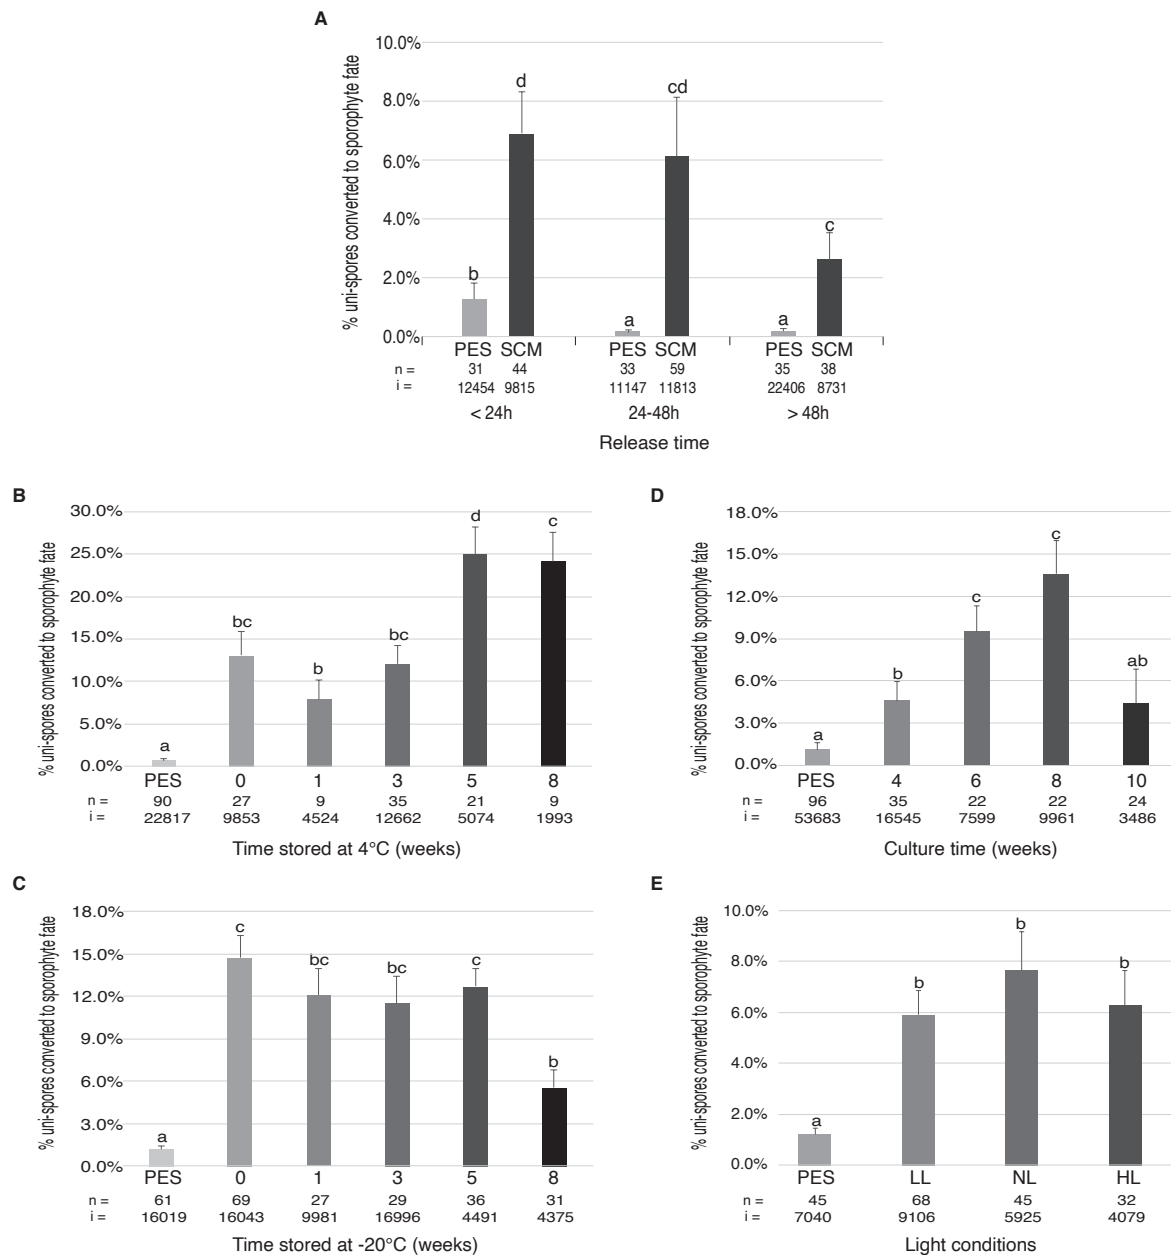 A
% uni-spores converted to sporophyte fate
10.0%
8.0%
6.0%
4.0%
2.0%
0.0%
b
d
a
cd
a
c
PES SCM PES SCM PES SCM
n = 31 44 33 59 35 38
i = 12454 9815 11147 11813 22406 8731
< 24h 24-48h > 48h
Release time
B
% uni-spores converted to sporophyte fate
30.0%
25.0%
20.0%
15.0%
10.0%
5.0%
0.0%
a
bc
b
bc
d
c
PES 0 1 3 5 8
n = 90 27 9 35 21 9
i = 22817 9853 4524 12662 5074 1993
Time stored at 4°C (weeks)
C
% uni-spores converted to sporophyte fate
18.0%
15.0%
12.0%
9.0%
6.0%
3.0%
0.0%
a
c
bc
bc
c
b
PES 0 1 3 5 8
n = 61 69 27 29 36 31
i = 16019 16043 9981 16996 4491 4375
Time stored at -20°C (weeks)
D
% uni-spores converted to sporophyte fate
18.0%
15.0%
12.0%
9.0%
6.0%
3.0%
0.0%
a
b
c
c
ab
PES 4 6 8 10
n = 96 35 22 22 24
i = 53683 16545 7599 9961 3486
Culture time (weeks)
E
% uni-spores converted to sporophyte fate
10.0%
8.0%
6.0%
4.0%
2.0%
0.0%
a
b
b
b
PES LL NL HL
n = 45 68 45 32
i = 7040 9106 5925 4079
Light conditions